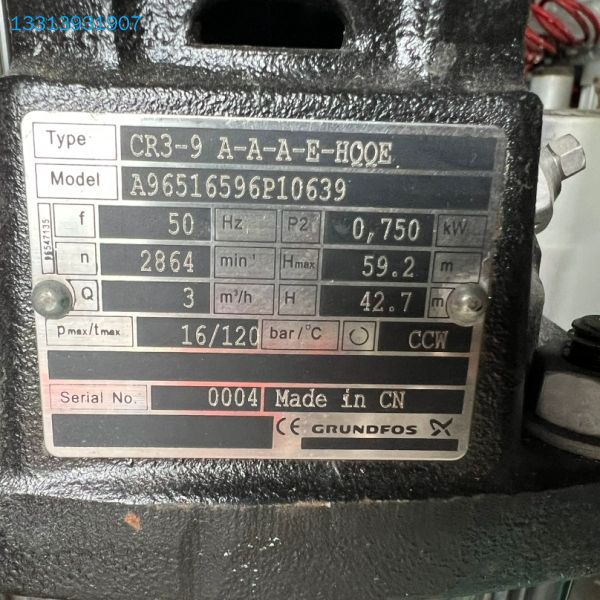 13313931907
Type CR3-9 A-A-A-E-HQQE
Model A96516596P10639
f 50 Hz P2 0,750 kW
n 2864 min⁻¹ Hmax 59.2 m
Q 3 m³/h H 42.7 m
pmax/tmax 16/120 bar/°C CCW
Serial No. 0004 Made in CN
CE GRUNDFOS